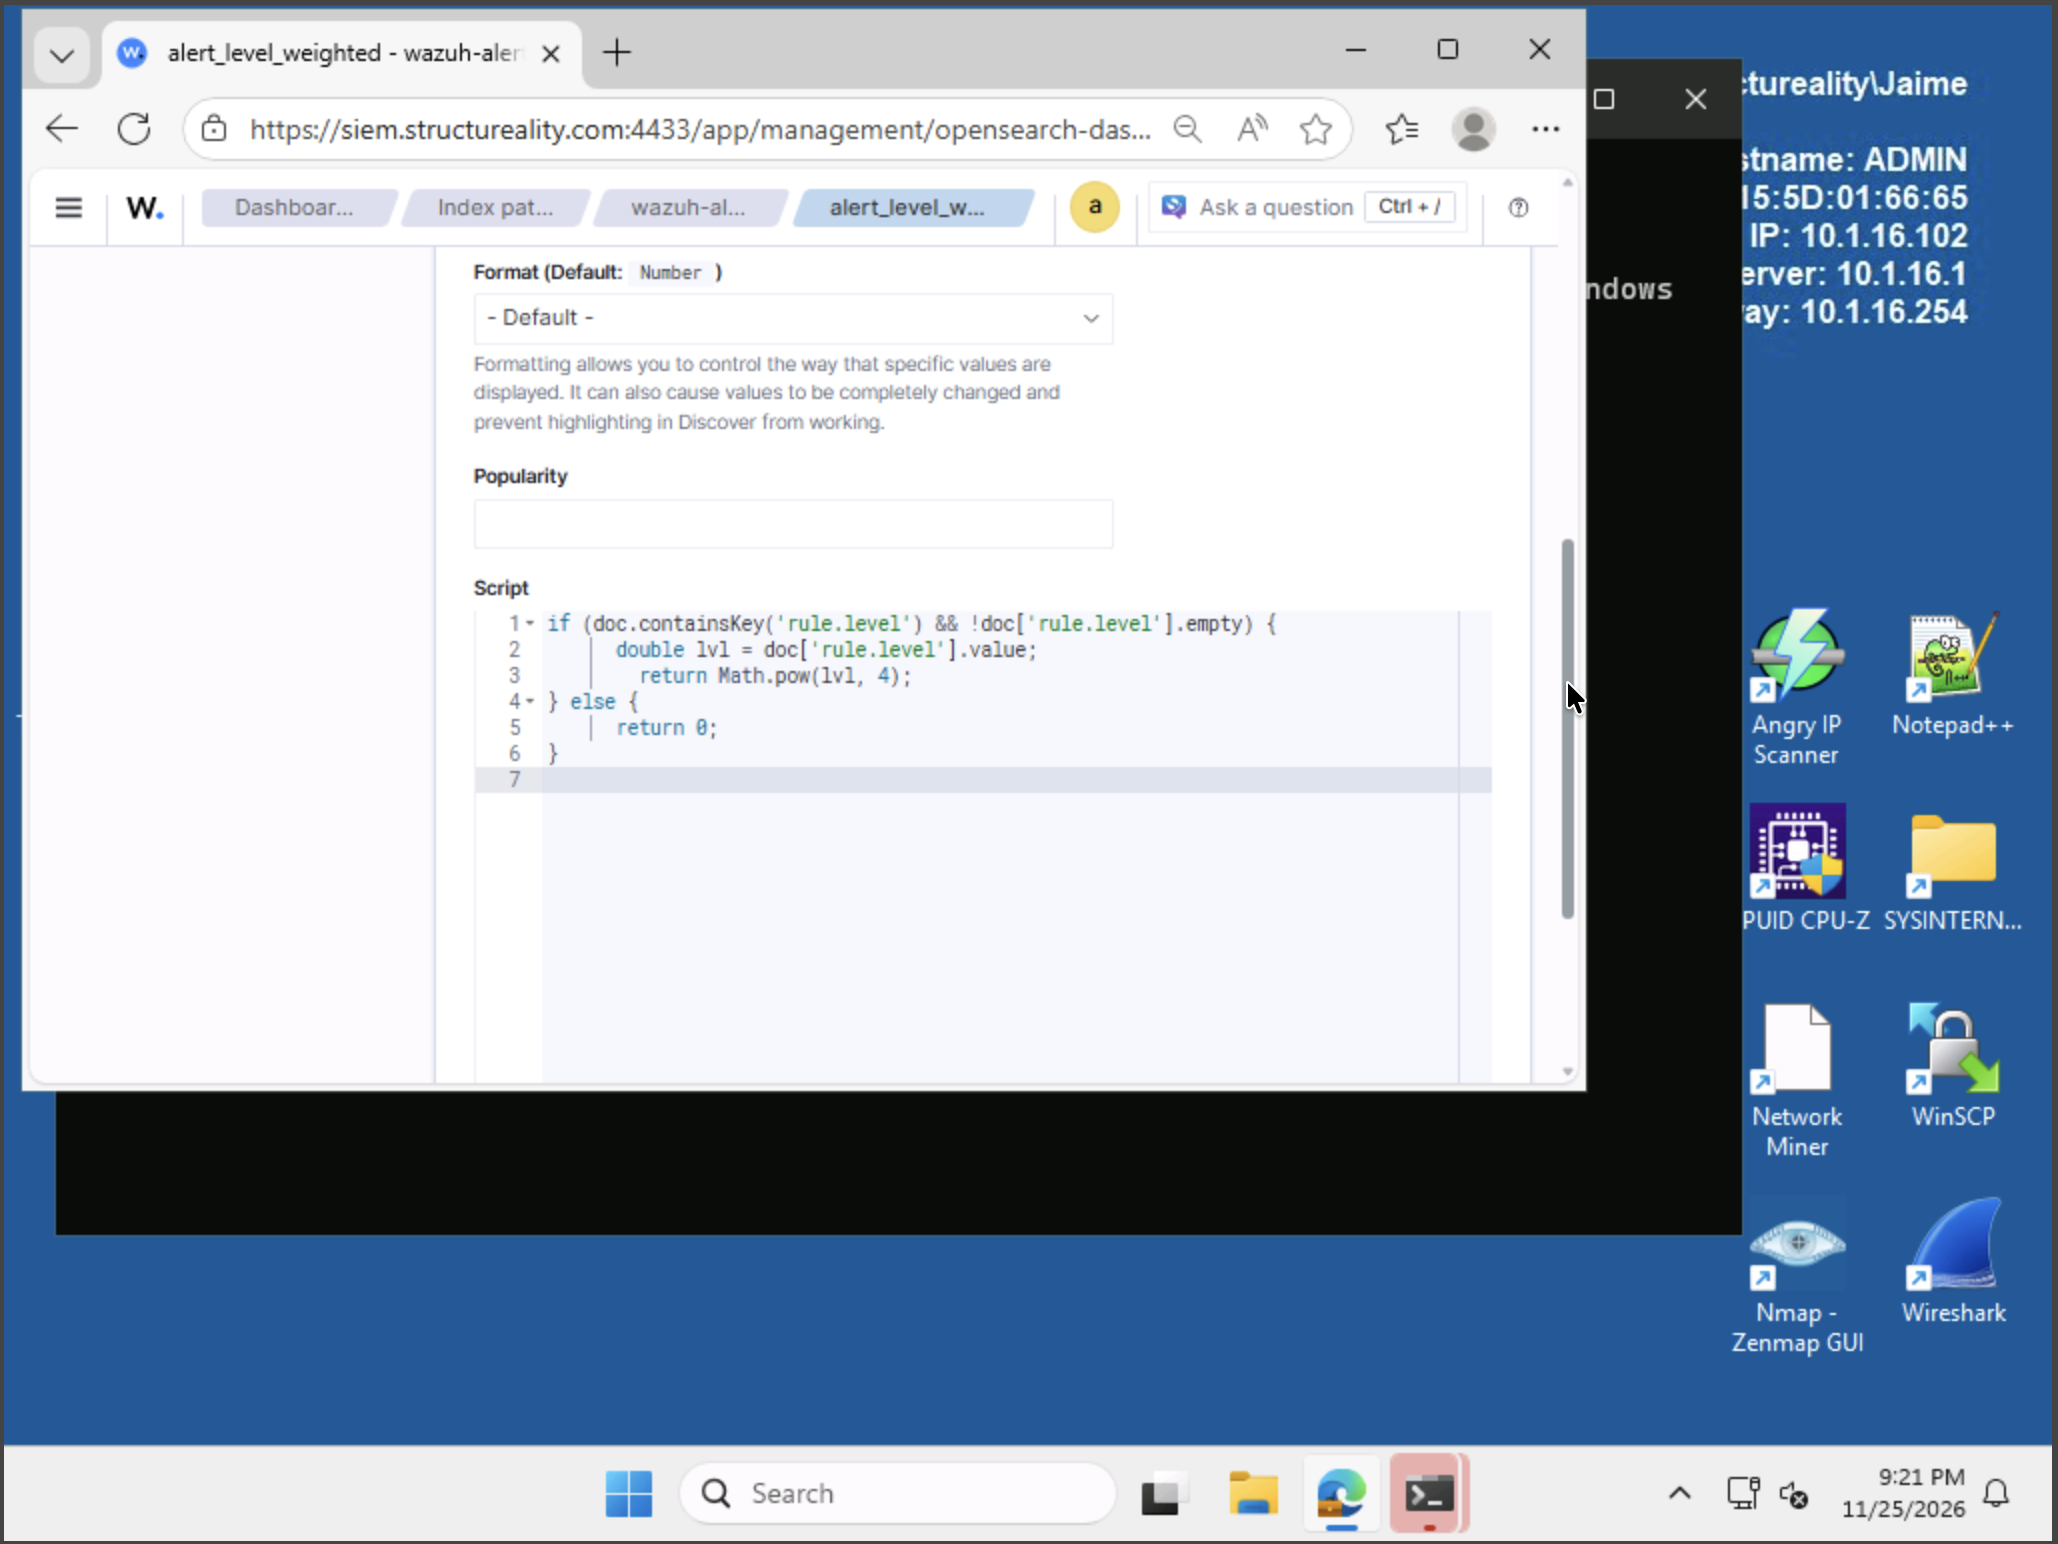 alert_level_weighted - wazuh-aler
https://siem.structureality.com:4433/app/management/opensearch-das...
W.
Dashboar...
Index pat...
wazuh-al...
alert_level_w...
a
Ask a question
Ctrl + /
Format (Default: Number )
- Default -
Formatting allows you to control the way that specific values are
displayed. It can also cause values to be completely changed and
prevent highlighting in Discover from working.
Popularity
Script
1 if (doc.containsKey('rule.level') && !doc['rule.level'].empty) {
2 double lvl = doc['rule.level'].value;
3 return Math.pow(lvl, 4);
4 } else {
5 return 0;
6 }
7
ndows
ctureality\Jaime
stname: ADMIN
15:5D:01:66:65
IP: 10.1.16.102
erver: 10.1.16.1
ay: 10.1.16.254
Angry IP
Scanner
Notepad++
PUID CPU-Z
SYSINTERN...
Network
Miner
WinSCP
Nmap -
Zenmap GUI
Wireshark
Search
9:21 PM
11/25/2026